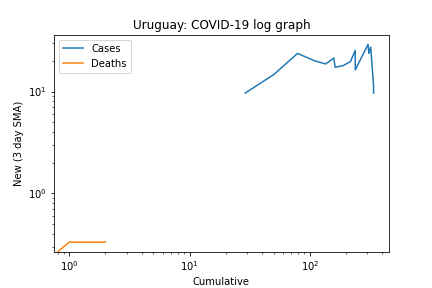 Uruguay: COVID-19 log graph
Cases
Deaths
New (3 day SMA)
10¹
10⁰
10⁰
10¹
10²
Cumulative